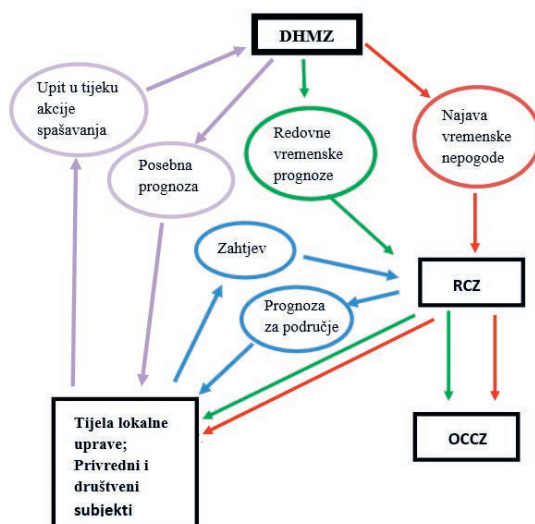 DHMZ
Upit u tijeku
akcije
spašavanja
Posebna
prognoza
Redovne
vremenske
prognoze
Najava
vremenske
nepogode
Zahtjev
Prognoza
za područje
RCZ
Tijela lokalne
uprave;
Privredni i
društveni
subjekti
OCCZ